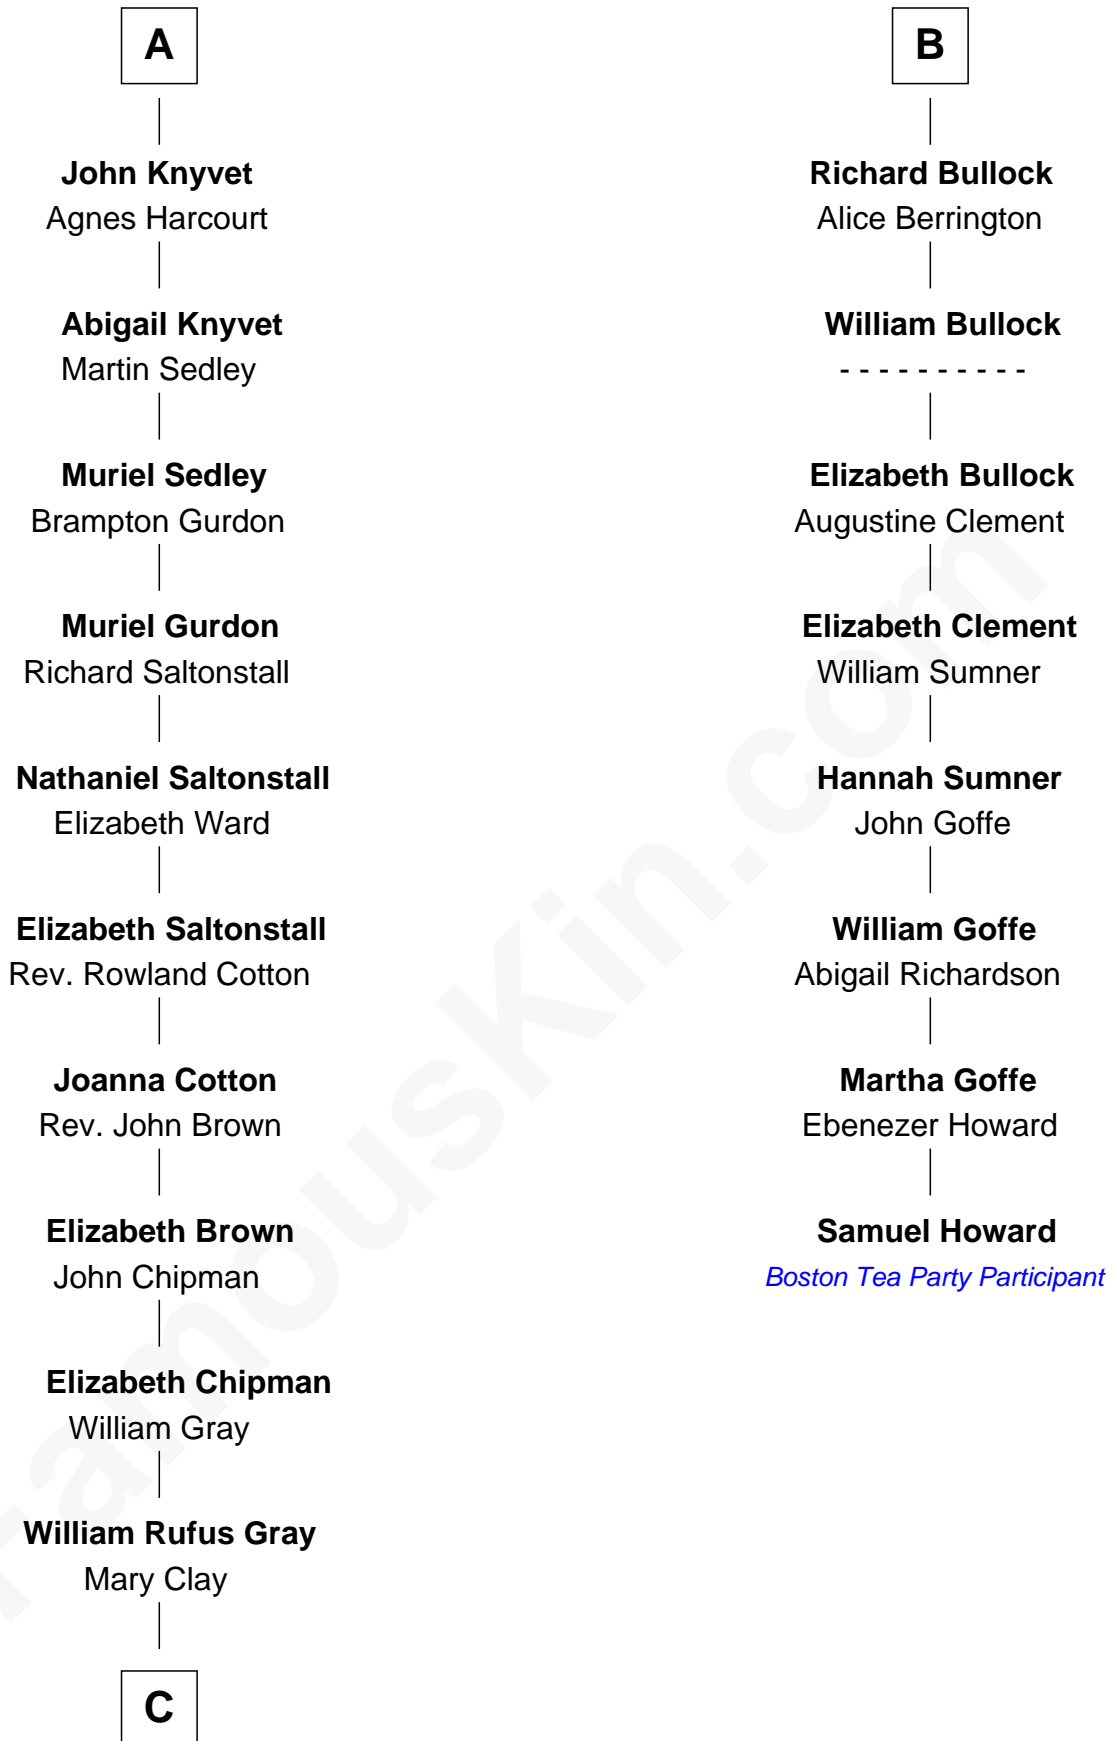 A
John Knyvet
Agnes Harcourt
Abigail Knyvet
Martin Sedley
Muriel Sedley
Brampton Gurdon
Muriel Gurdon
Richard Saltonstall
Nathaniel Saltonstall
Elizabeth Ward
Elizabeth Saltonstall
Rev. Rowland Cotton
Joanna Cotton
Rev. John Brown
Elizabeth Brown
John Chipman
Elizabeth Chipman
William Gray
William Rufus Gray
Mary Clay
C
B
Richard Bullock
Alice Berrington
William Bullock
- - - - - - - - - -
Elizabeth Bullock
Augustine Clement
Elizabeth Clement
William Sumner
Hannah Sumner
John Goffe
William Goffe
Abigail Richardson
Martha Goffe
Ebenezer Howard
Samuel Howard
Boston Tea Party Participant
FamousKin.com